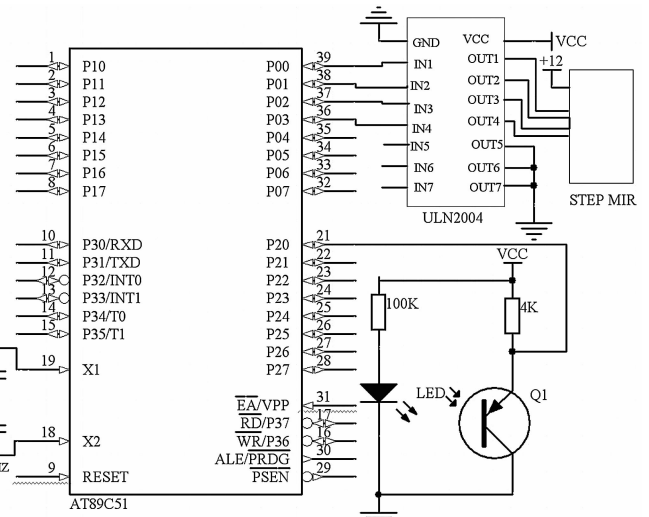 1 P10 P00 39
2 P11 P01 38
3 P12 P02 37
4 P13 P03 36
5 P14 P04 35
6 P15 P05 34
7 P16 P06 33
8 P17 P07 32
10 P30/RXD P20 21
11 P31/TXD P21 22
12 P32/INT0 P22 23
13 P33/INT1 P23 24
14 P34/T0 P24 25
15 P35/T1 P25 26
P26 27
19 X1 P27 28
EA/VPP 31
RD/P37 17
18 X2 WR/P36 16
ALE/PRDG 30
9 RESET PSEN 29
AT89C51
GND VCC VCC
IN1 OUT1 +12
IN2 OUT2
IN3 OUT3
IN4 OUT4
IN5 OUT5
IN6 OUT6
IN7 OUT7
ULN2004
STEP MIR
VCC
100K 4K
LED Q1